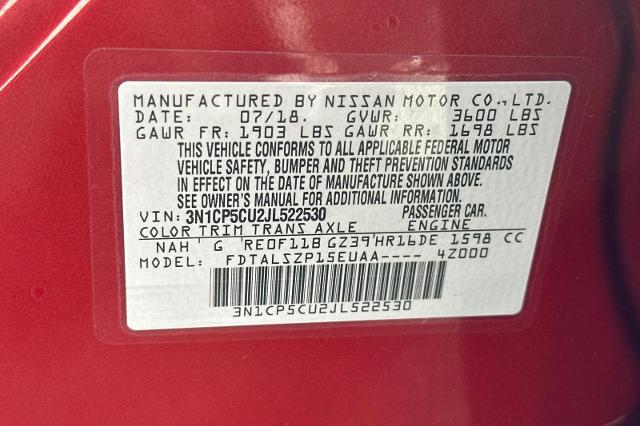 MANUFACTURED BY NISSAN MOTOR CO., LTD.
DATE: 07/18. GVWR: 3600 LBS
GAWR FR: 1903 LBS GAWR RR: 1698 LBS
THIS VEHICLE CONFORMS TO ALL APPLICABLE FEDERAL MOTOR
VEHICLE SAFETY, BUMPER AND THEFT PREVENTION STANDARDS
IN EFFECT ON THE DATE OF MANUFACTURE SHOWN ABOVE.
SEE OWNER'S MANUAL FOR ADDITIONAL INFORMATION.
VIN: 3N1CP5CU2JL522530 PASSENGER CAR.
COLOR TRIM TRANS AXLE ENGINE
NAH ' G ' RE0F11B GZ39'HR16DE 1598 CC
MODEL: FDTALSZP15EUAA---- 4Z000
3N1CP5CU2JL522530